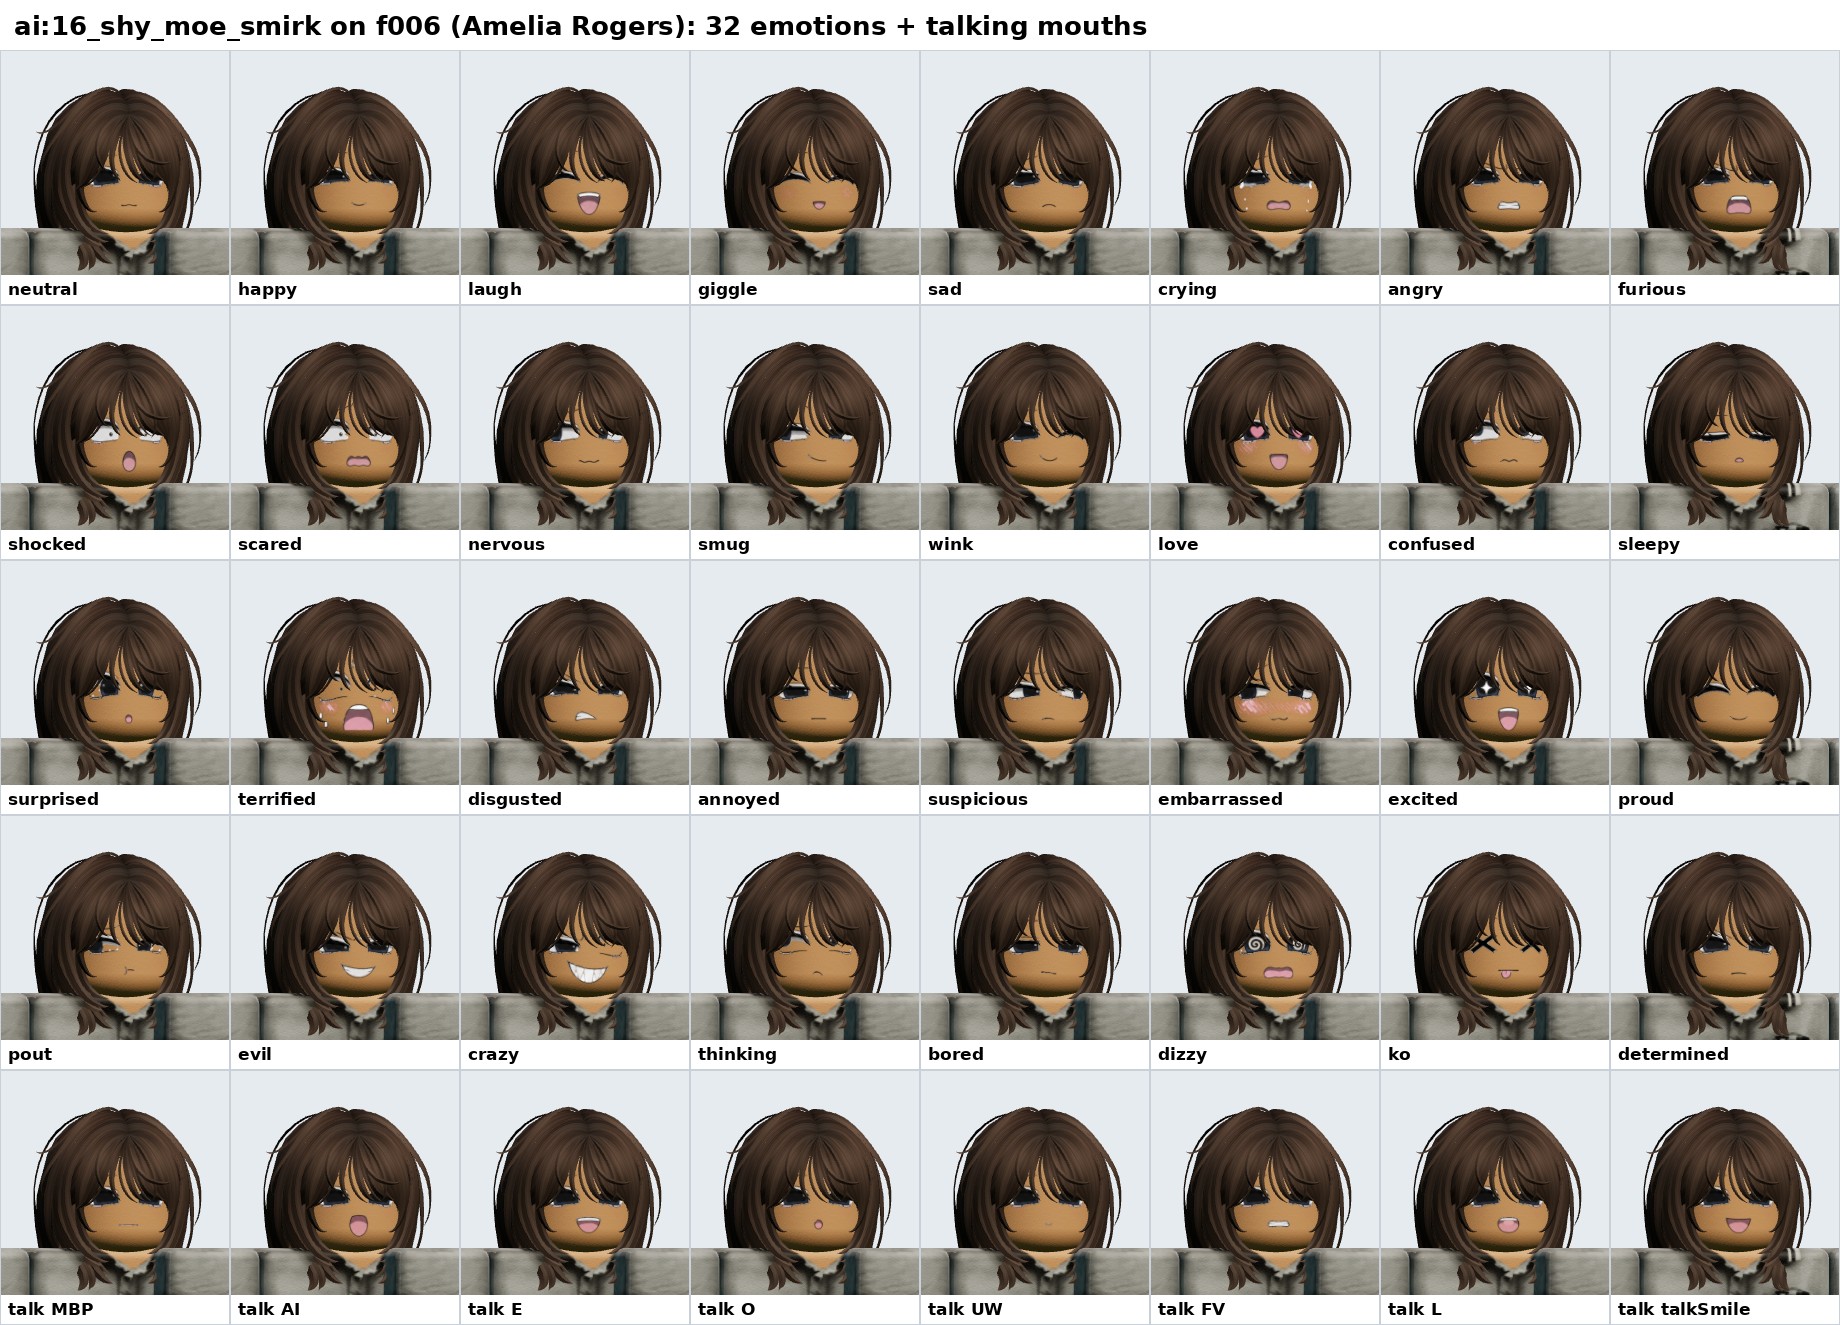 ai:16_shy_moe_smirk on f006 (Amelia Rogers): 32 emotions + talking mouths
neutral happy laugh giggle sad crying angry furious
shocked scared nervous smug wink love confused sleepy
surprised terrified disgusted annoyed suspicious embarrassed excited proud
pout evil crazy thinking bored dizzy ko determined
talk MBP talk AI talk E talk O talk UW talk FV talk L talk talkSmile